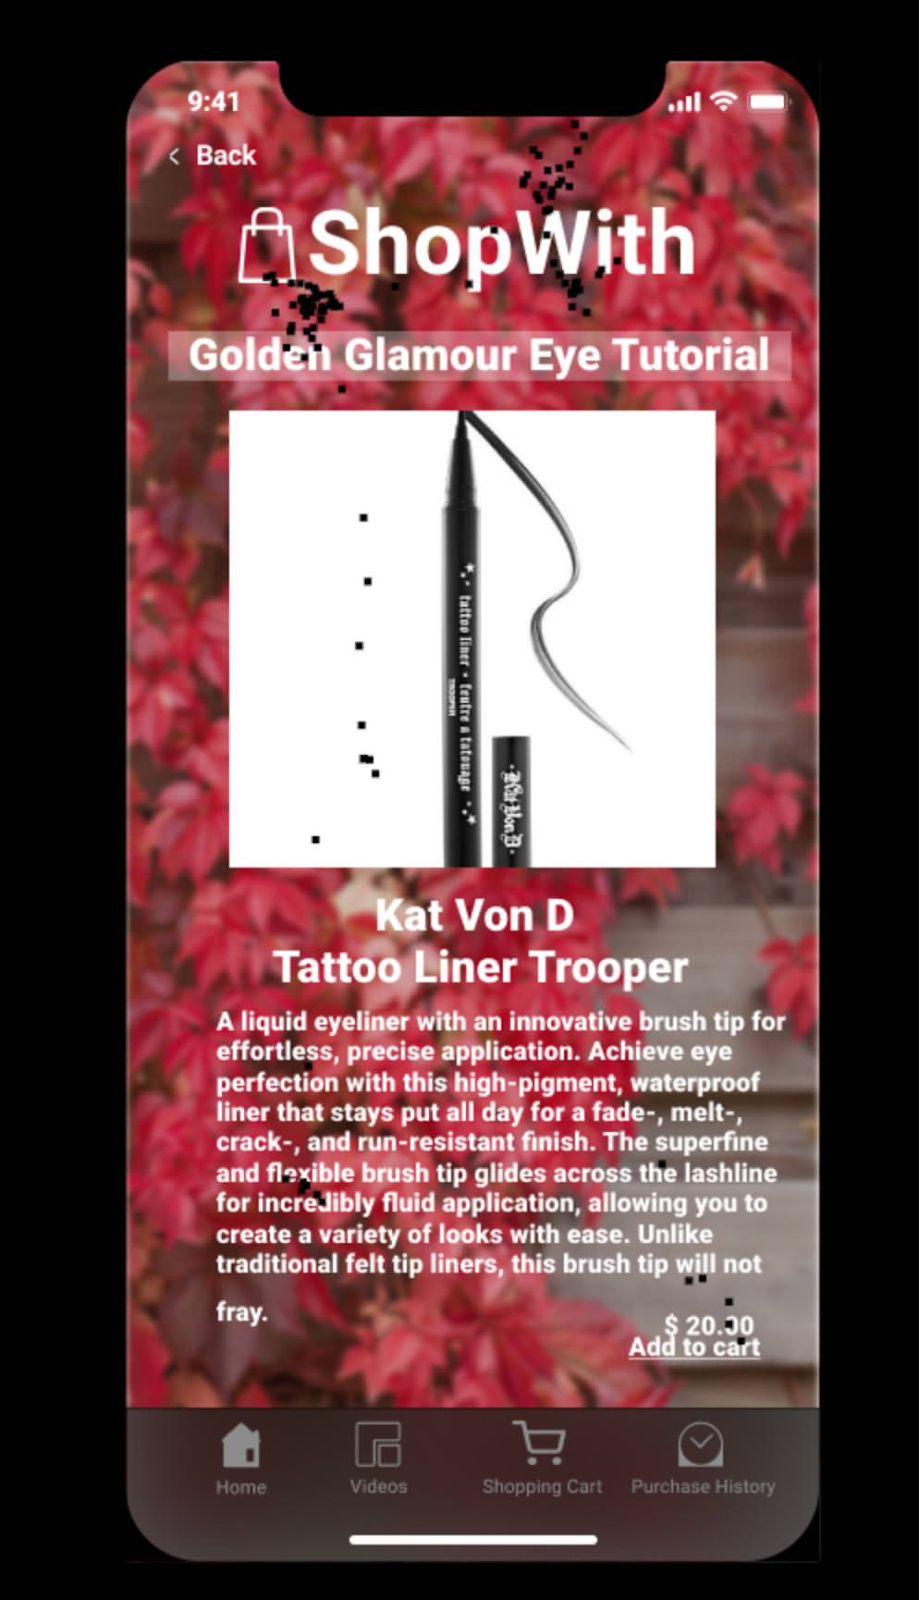 9:41
Back
ShopWith
Golden Glamour Eye Tutorial
tattoo liner • feutre a tatouage
TROOPER
Kat Von D
Kat Von D
Tattoo Liner Trooper
A liquid eyeliner with an innovative brush tip for
effortless, precise application. Achieve eye
perfection with this high-pigment, waterproof
liner that stays put all day for a fade-, melt-,
crack-, and run-resistant finish. The superfine
and flexible brush tip glides across the lashline
for incredibly fluid application, allowing you to
create a variety of looks with ease. Unlike
traditional felt tip liners, this brush tip will not
fray.
$ 20.00
Add to cart
Home
Videos
Shopping Cart
Purchase History